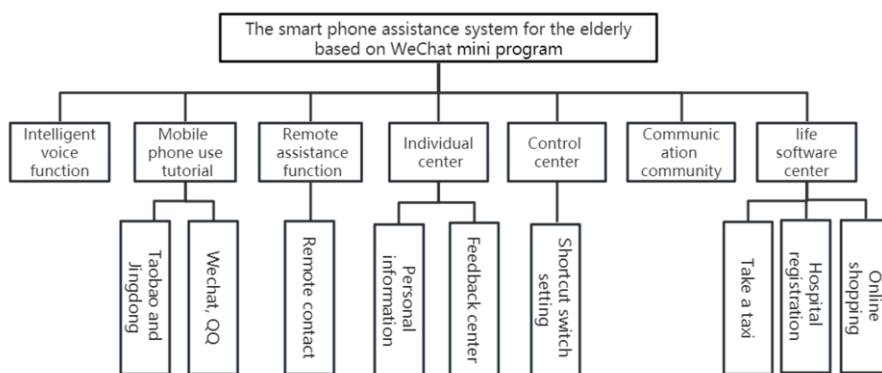 The smart phone assistance system for the elderly
based on WeChat mini program
Intelligent
voice
function
Mobile
phone use
tutorial
Remote
assistance
function
Individual
center
Control
center
Communic
ation
community
life
software
center
Taobao and
Jingdong
Wechat, QQ
Remote contact
Personal
information
Feedback center
Shortcut switch
setting
Take a taxi
Hospital
registration
Online
shopping